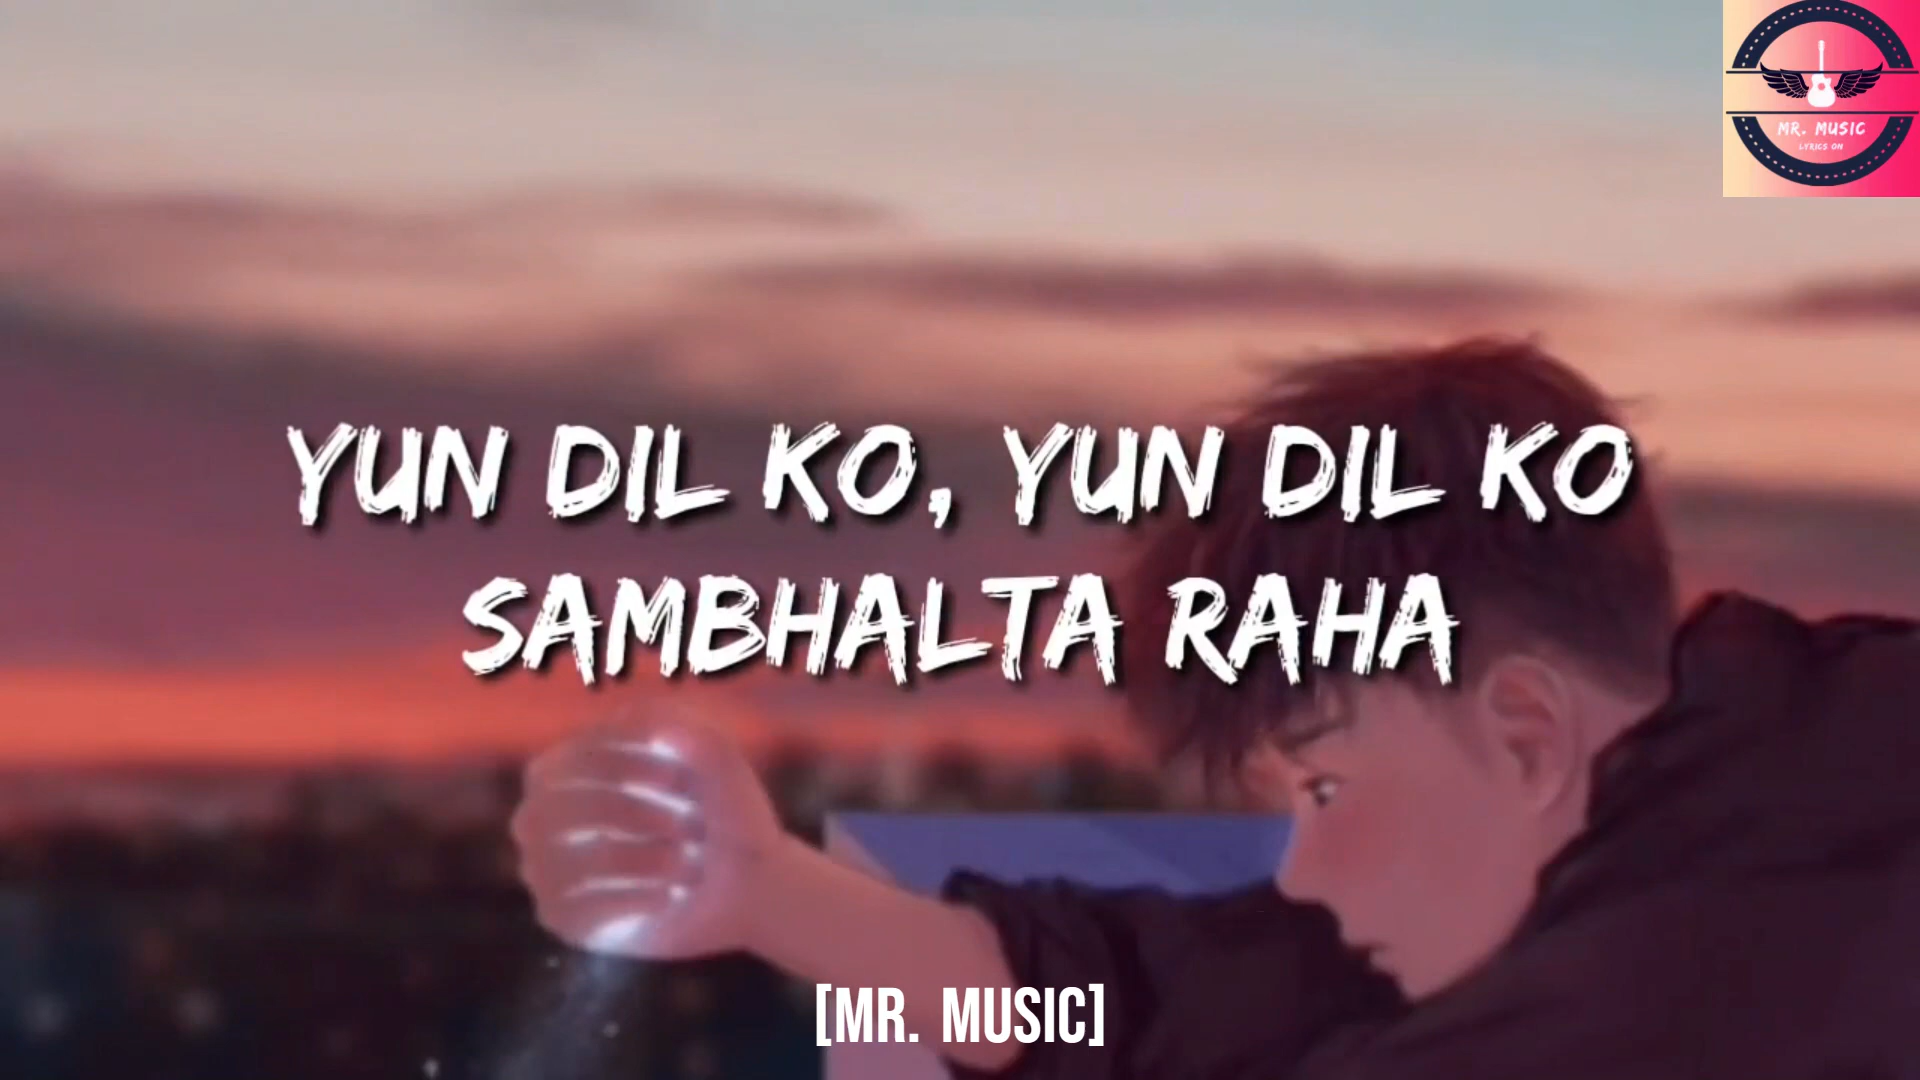 MR. MUSIC
LYRICS ON
YUN DIL KO, YUN DIL KO
SAMBHALTA RAHA
[MR. MUSIC]